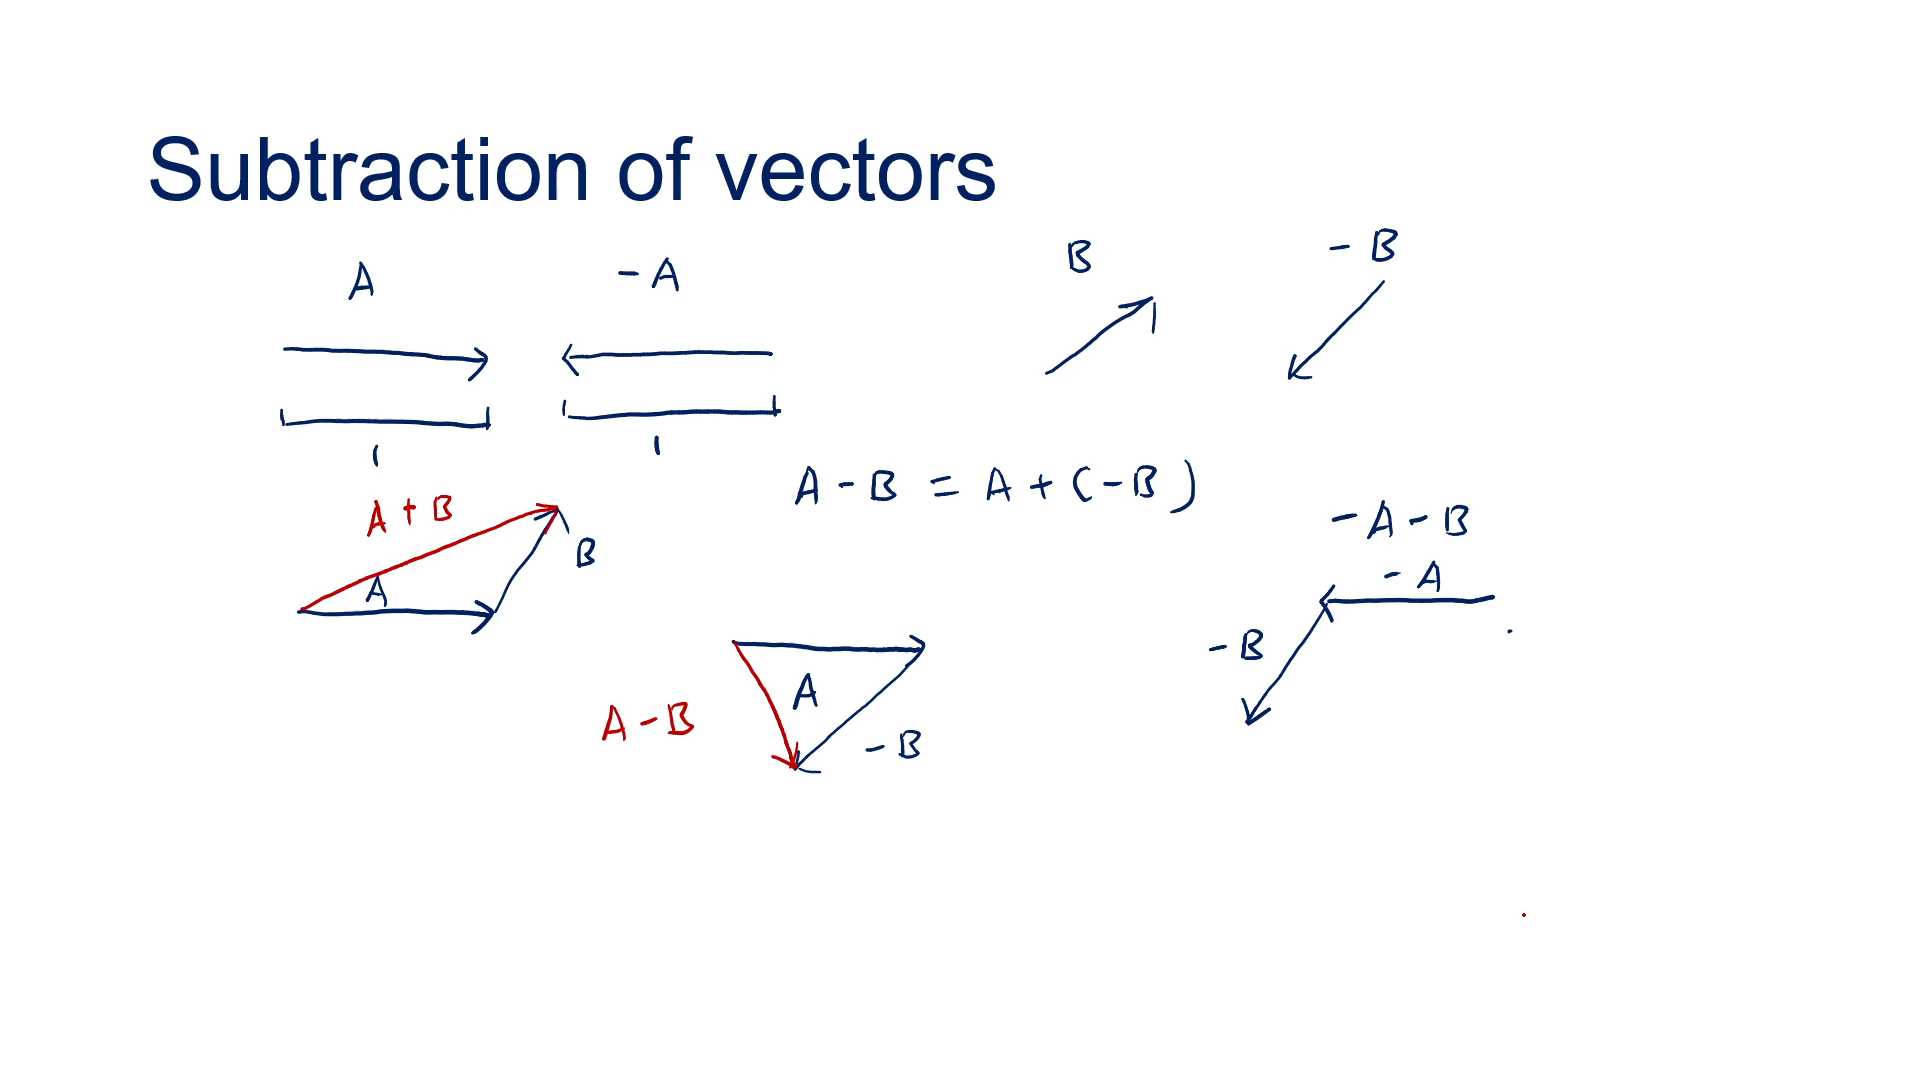 Subtraction of vectors
A
- A
B
- B
1
1
A - B = A + (- B)
A + B
A
B
- A - B
- A
- B
A - B
A
- B